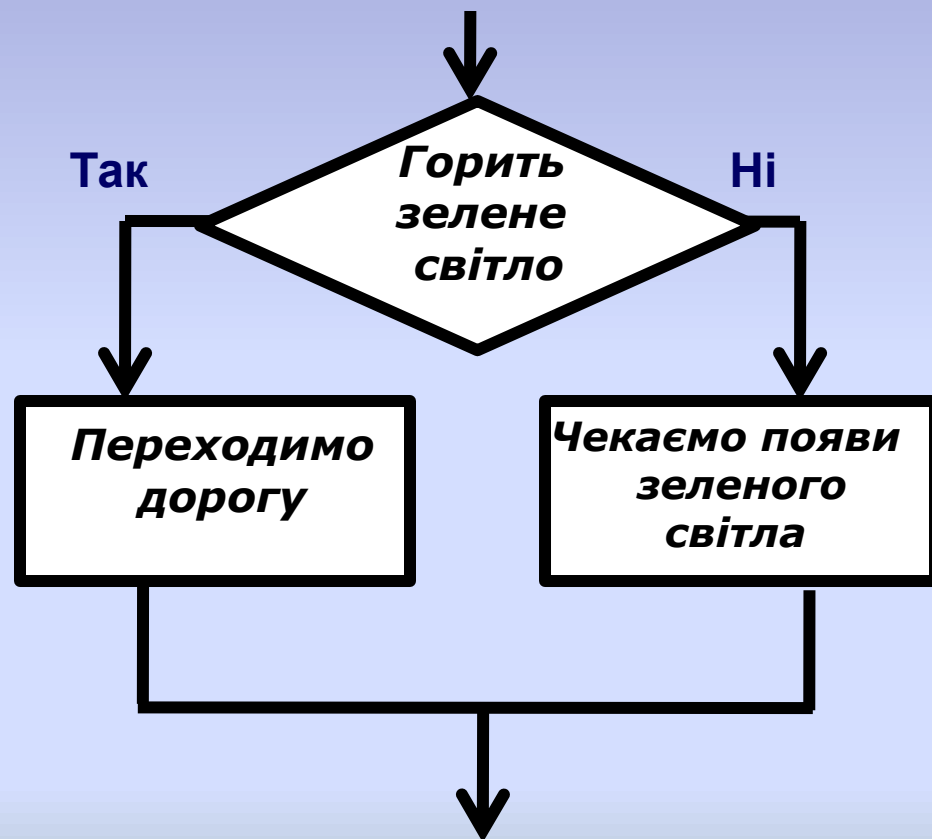 Так
Горить
зелене
світло
Ні
Переходимо
дорогу
Чекаємо появи
зеленого
світла